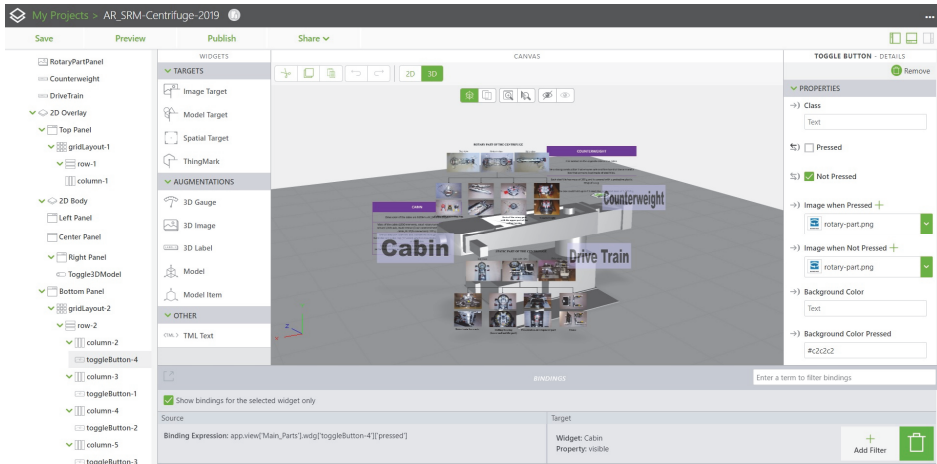 My Projects > AR_SRM-Centrifuge-2019
Save Preview Publish Share
RotaryPartPanel
Counterweight
DriveTrain
2D Overlay
Top Panel
gridLayout-1
row-1
column-1
2D Body
Left Panel
Center Panel
Right Panel
Toggle3DModel
Bottom Panel
gridLayout-2
row-2
column-2
toggleButton-4
column-3
toggleButton-1
column-4
toggleButton-2
column-5
toggleButton-3
WIDGETS
TARGETS
Image Target
Model Target
Spatial Target
ThingMark
AUGMENTATIONS
3D Gauge
3D Image
3D Label
Model
Model Item
OTHER
TML Text
CANVAS
2D 3D
ROTARY PART OF THE CENTRIFUGE
COUNTERWEIGHT
CABIN
Counterweight
Cabin
Drive Train
z
TOGGLE BUTTON - DETAILS
Remove
PROPERTIES
Class
Text
Pressed
Not Pressed
Image when Pressed
rotary-part.png
Image when Not Pressed
rotary-part.png
Background Color
Text
Background Color Pressed
#c2c2c2
BINDINGS
Enter a term to filter bindings
Show bindings for the selected widget only
Source
Target
Binding Expression: app.view['Main_Parts'].wdg['toggleButton-4']['pressed']
Widget: Cabin
Property: visible
Add Filter